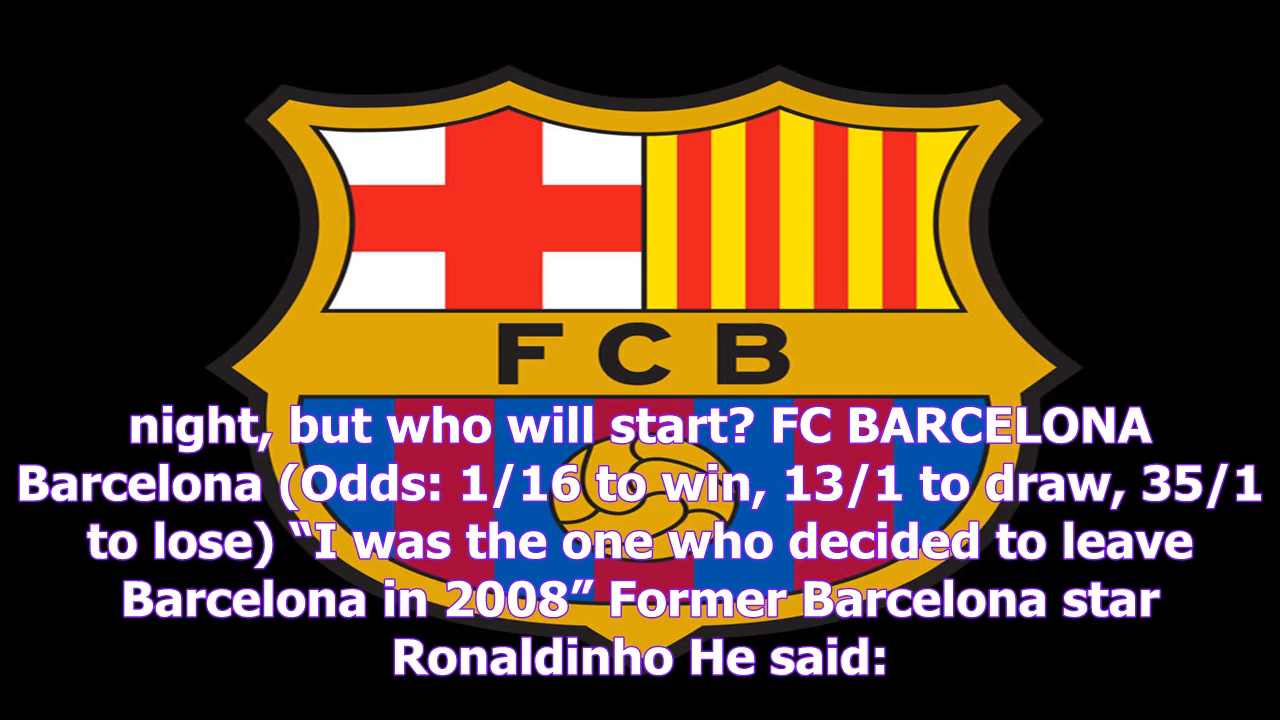 FCB
night, but who will start? FC BARCELONA
Barcelona (Odds: 1/16 to win, 13/1 to draw, 35/1
to lose) “I was the one who decided to leave
Barcelona in 2008” Former Barcelona star
Ronaldinho He said: